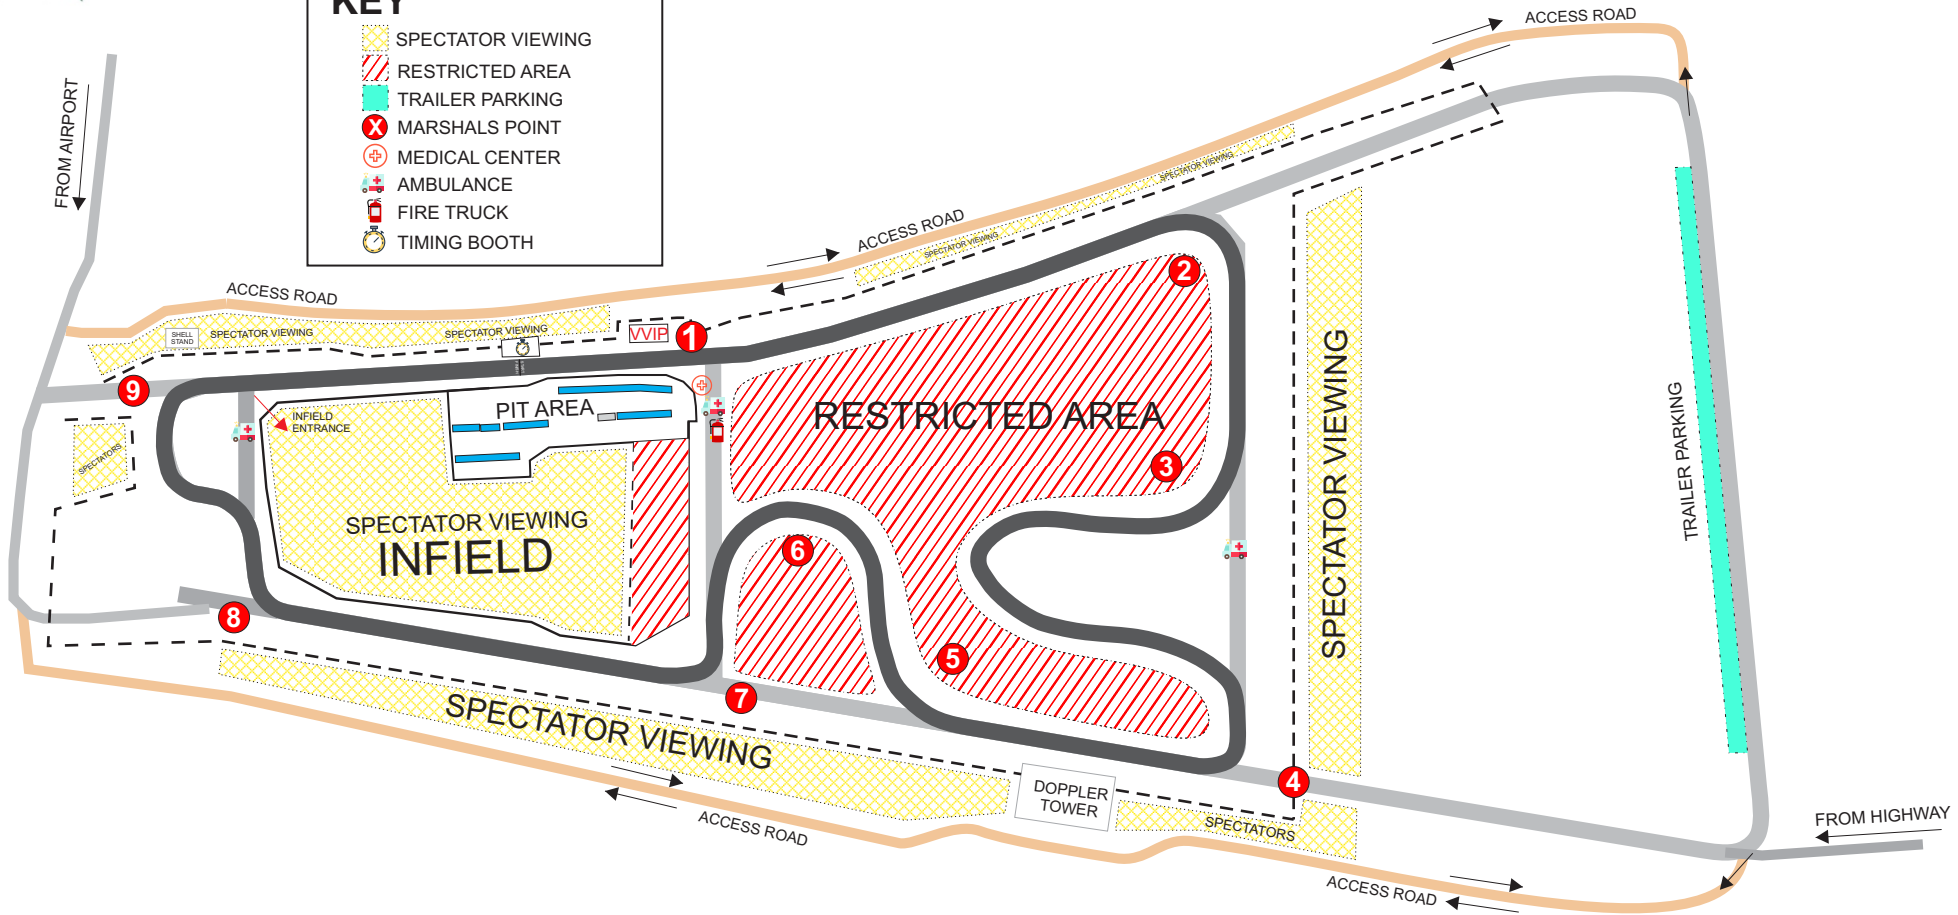 KEY
SPECTATOR VIEWING
RESTRICTED AREA
TRAILER PARKING
X
MARSHALS POINT
MEDICAL CENTER
AMBULANCE
FIRE TRUCK
TIMING BOOTH
FROM AIRPORT
ACCESS ROAD
ACCESS ROAD
ACCESS ROAD
SPECTATOR VIEWING
SPECTATOR VIEWING
SHELL
STAND
SPECTATOR VIEWING
SPECTATOR VIEWING
VVIP
1
2
3
9
INFIELD
ENTRANCE
PIT AREA
RESTRICTED AREA
SPECTATORS
SPECTATOR VIEWING
INFIELD
SPECTATOR VIEWING
TRAILER PARKING
6
8
5
7
4
SPECTATOR VIEWING
DOPPLER
TOWER
SPECTATORS
ACCESS ROAD
FROM HIGHWAY
ACCESS ROAD